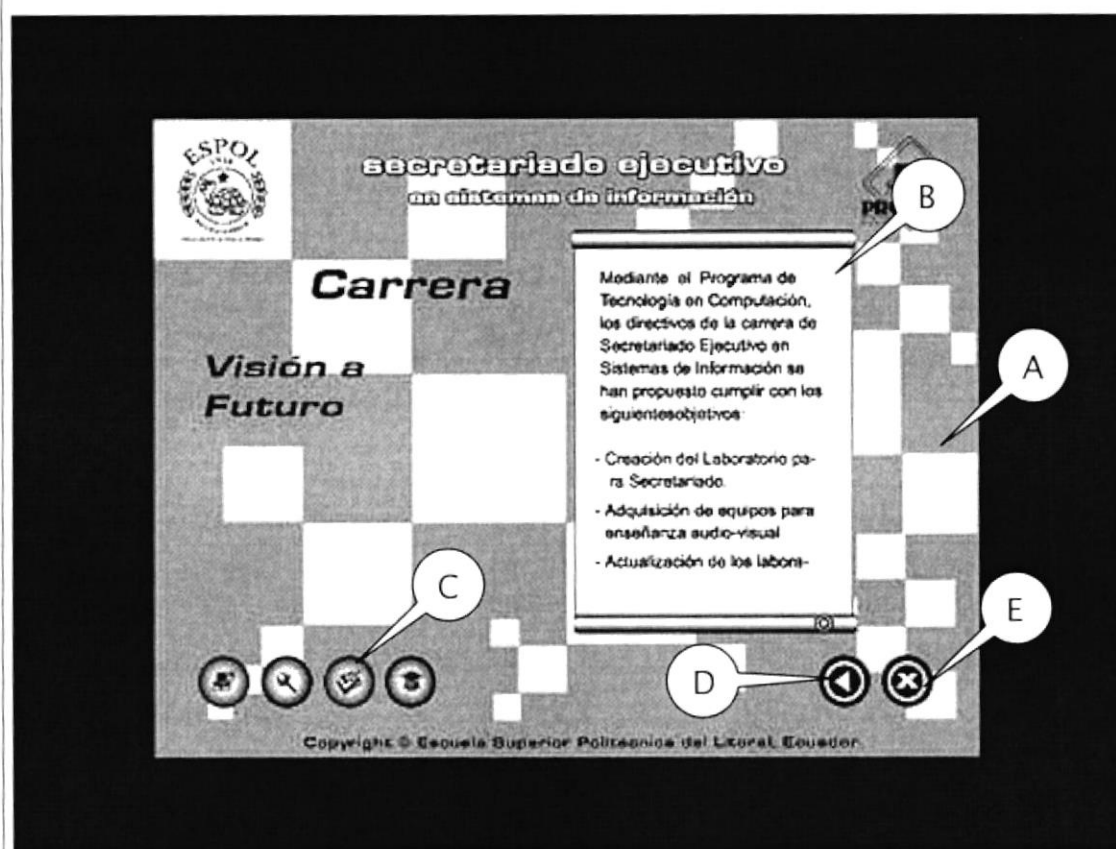 ESPOL
secretariado ejecutivo
en sistemas de información
B
Carrera
Mediante el Programa de
Tecnología en Computación,
los directivos de la carrera de
Secretariado Ejecutivo en
Sistemas de Información se
han propuesto cumplir con los
siguientesobjetivos:
- Creación del Laboratorio pa-
ra Secretariado.
- Adquisición de equipos para
enseñanza audio-visual
- Actualización de los labora-
Visión a
Futuro
A
C
D
E
Copyright © Escuela Superior Politecnica del Litoral, Ecuador